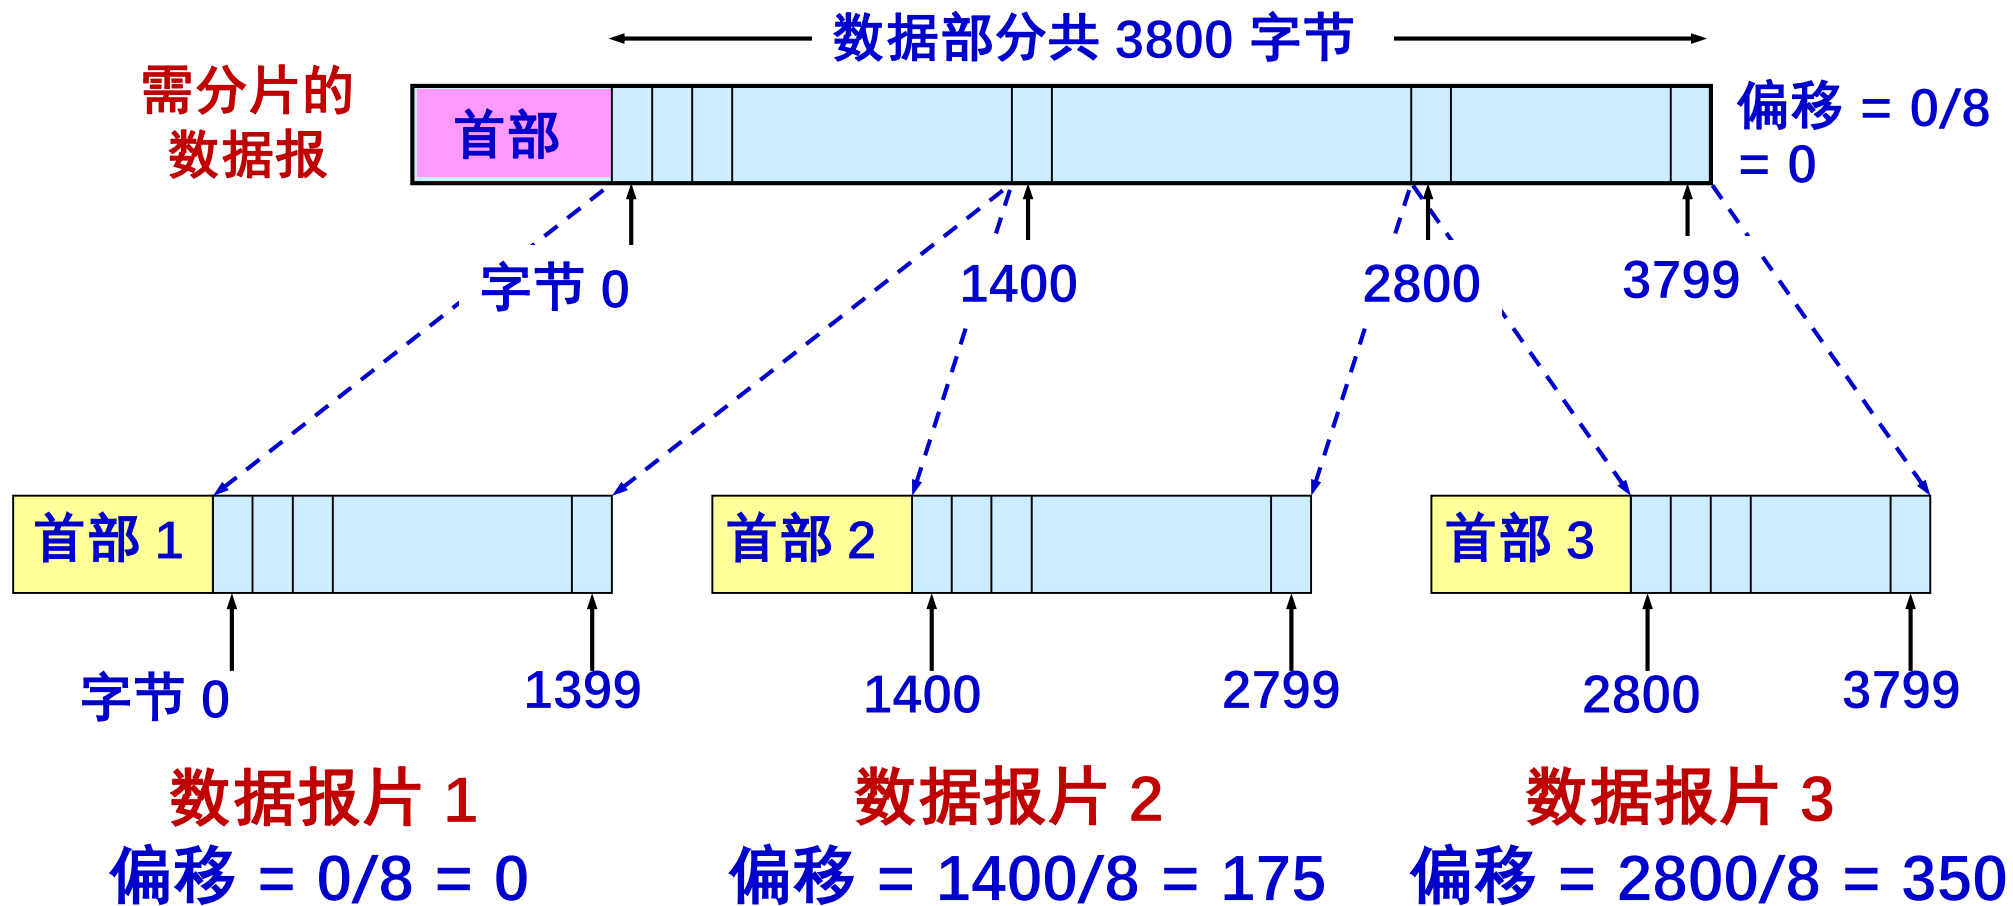 数据部分共 3800 字节
需分片的
数据报
首部
偏移 = 0/8
= 0
字节 0
1400
2800
3799
首部 1
首部 2
首部 3
字节 0
1399
1400
2799
2800
3799
数据报片 1
偏移 = 0/8 = 0
数据报片 2
偏移 = 1400/8 = 175
数据报片 3
偏移 = 2800/8 = 350